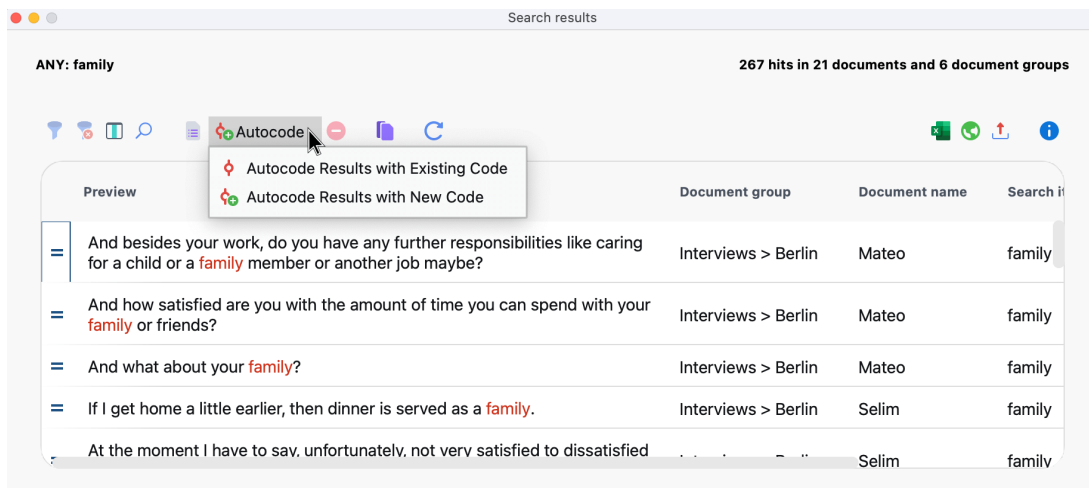 Search results
ANY: family
267 hits in 21 documents and 6 document groups
Autocode
Autocode Results with Existing Code
Autocode Results with New Code
Preview
Document group
Document name
Search
And besides your work, do you have any further responsibilities like caring
for a child or a family member or another job maybe?
Interviews > Berlin
Mateo
family
And how satisfied are you with the amount of time you can spend with your
family or friends?
Interviews > Berlin
Mateo
family
And what about your family?
Interviews > Berlin
Mateo
family
If I get home a little earlier, then dinner is served as a family.
Interviews > Berlin
Selim
family
At the moment I have to say, unfortunately, not very satisfied to dissatisfied
Selim
family